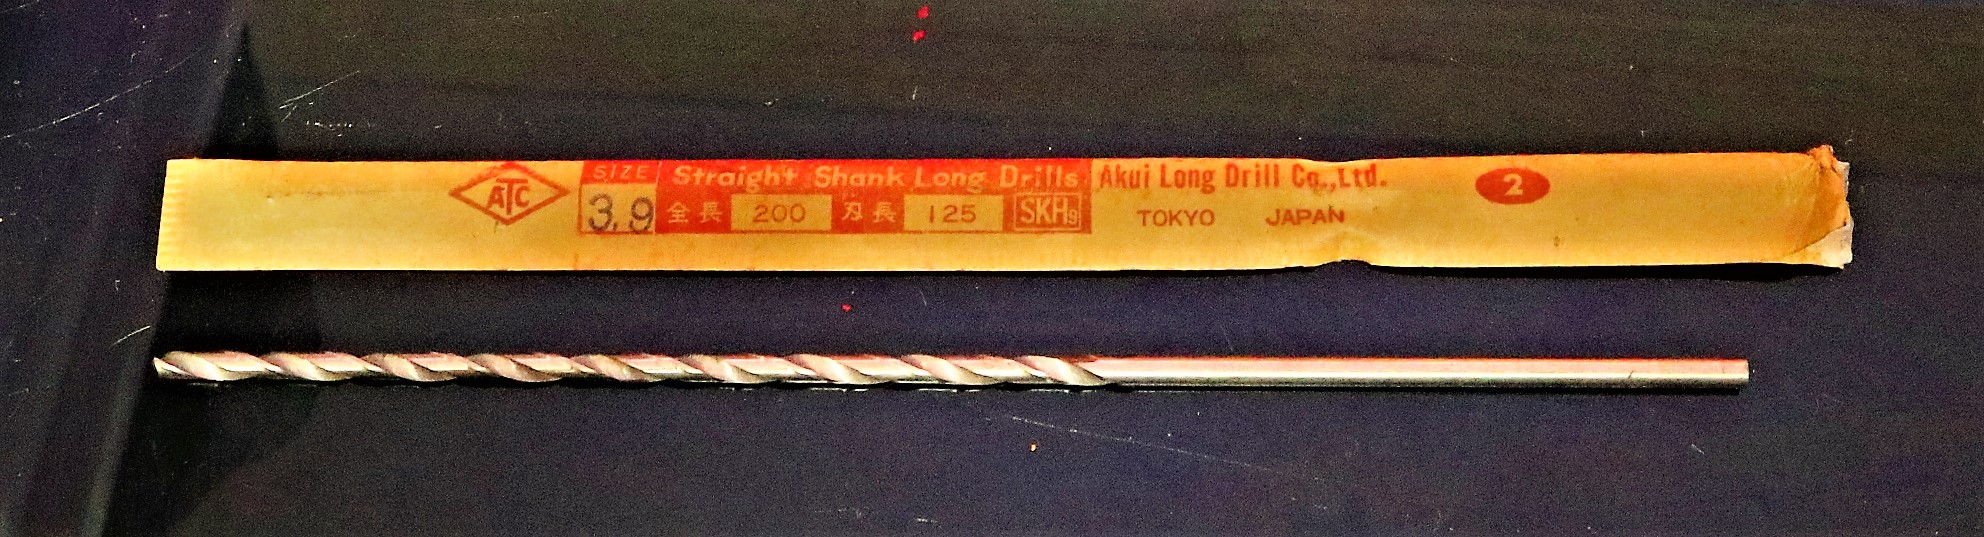 ATC
SIZE
3.9
Straight Shank Long Drills
全長 200 刃長 125 SKH9
Akui Long Drill Co.,Ltd.
TOKYO JAPAN
2